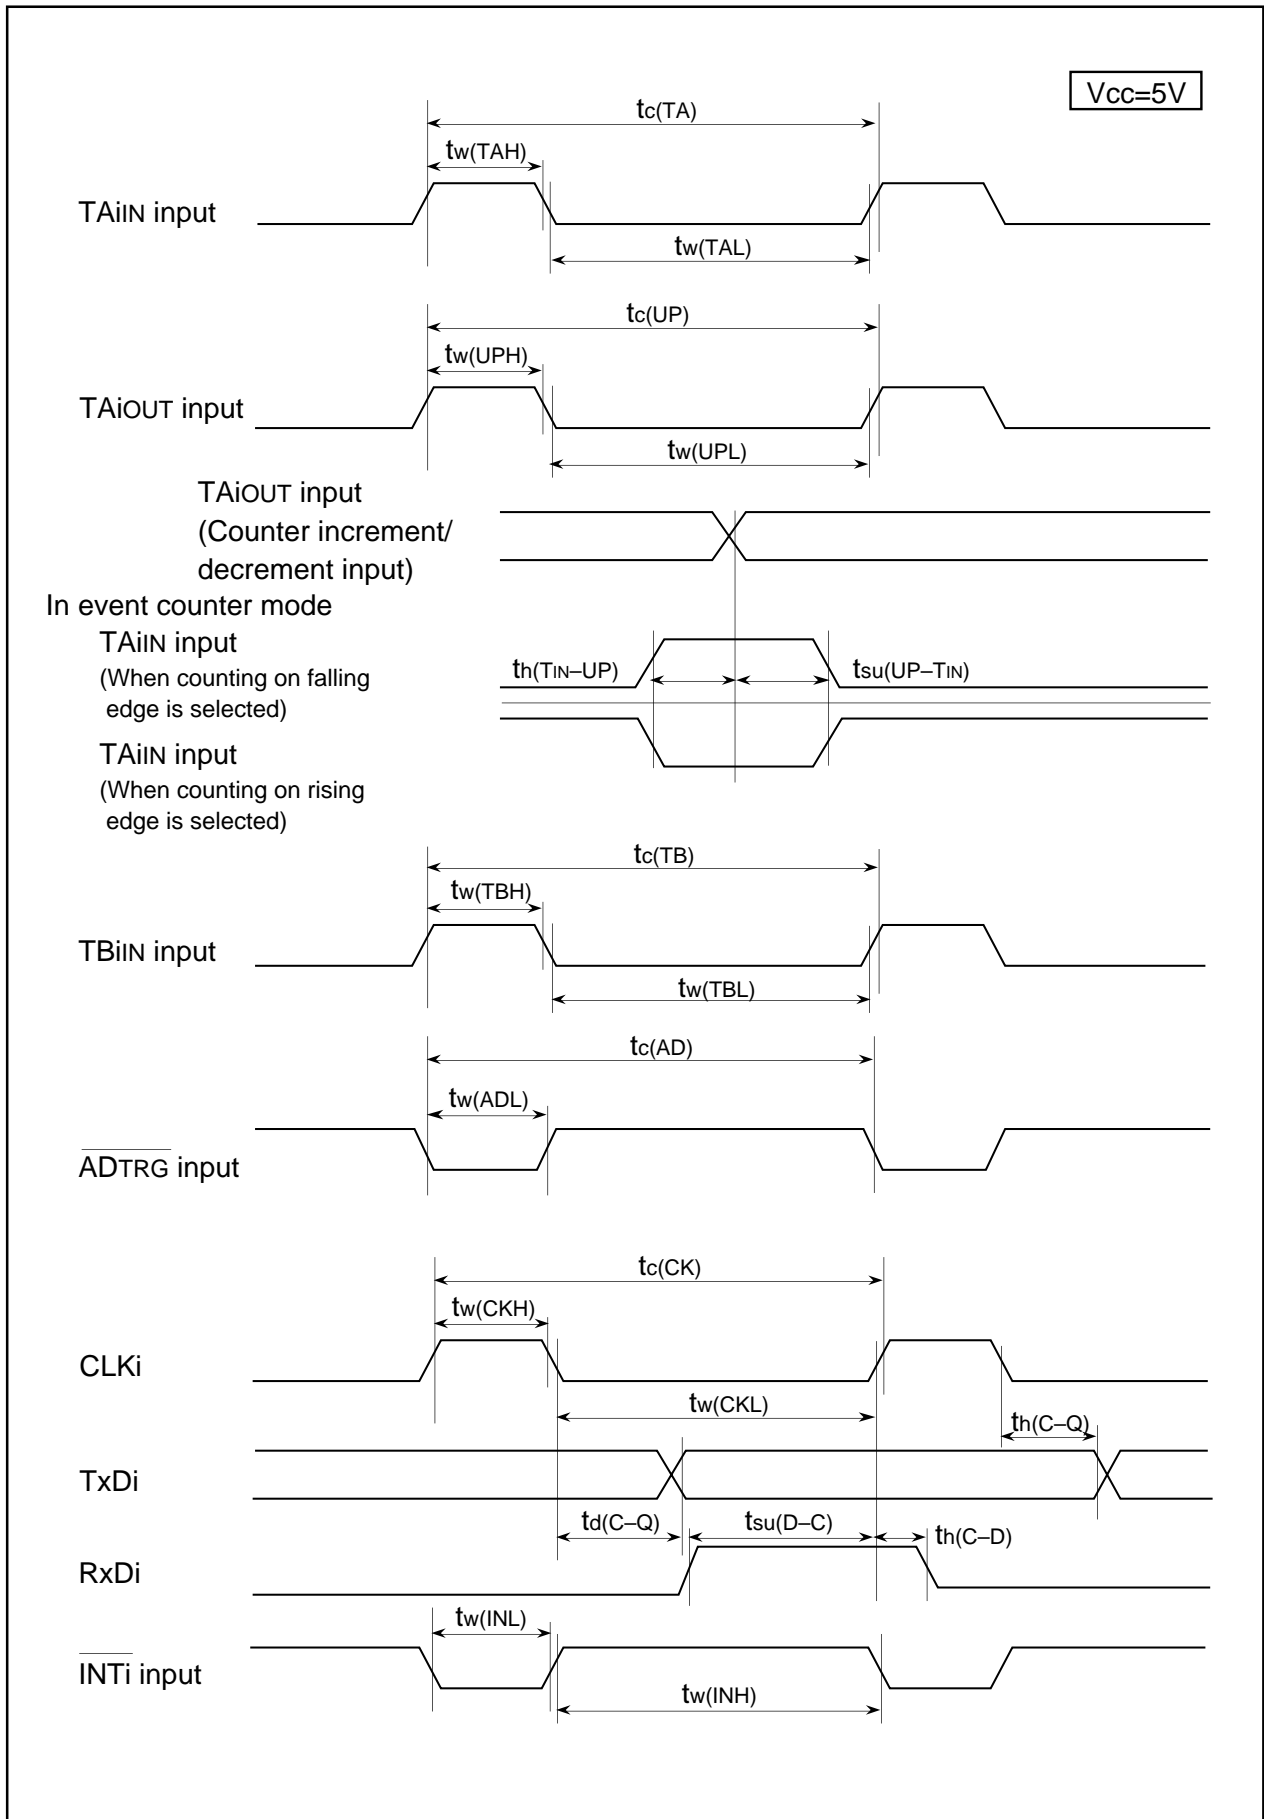 Vcc=5V
tc(TA)
tw(TAH)
TAiIN input
tw(TAL)
tc(UP)
tw(UPH)
TAiOUT input
tw(UPL)
TAiOUT input
(Counter increment/
decrement input)
In event counter mode
TAiIN input
(When counting on falling
edge is selected)
th(TIN–UP)
tsu(UP–TIN)
TAiIN input
(When counting on rising
edge is selected)
tc(TB)
tw(TBH)
TBiIN input
tw(TBL)
tc(AD)
tw(ADL)
ADTRG input
tc(CK)
tw(CKH)
CLKi
tw(CKL)
th(C–Q)
TxDi
td(C–Q)
tsu(D–C)
th(C–D)
RxDi
tw(INL)
INTi input
tw(INH)